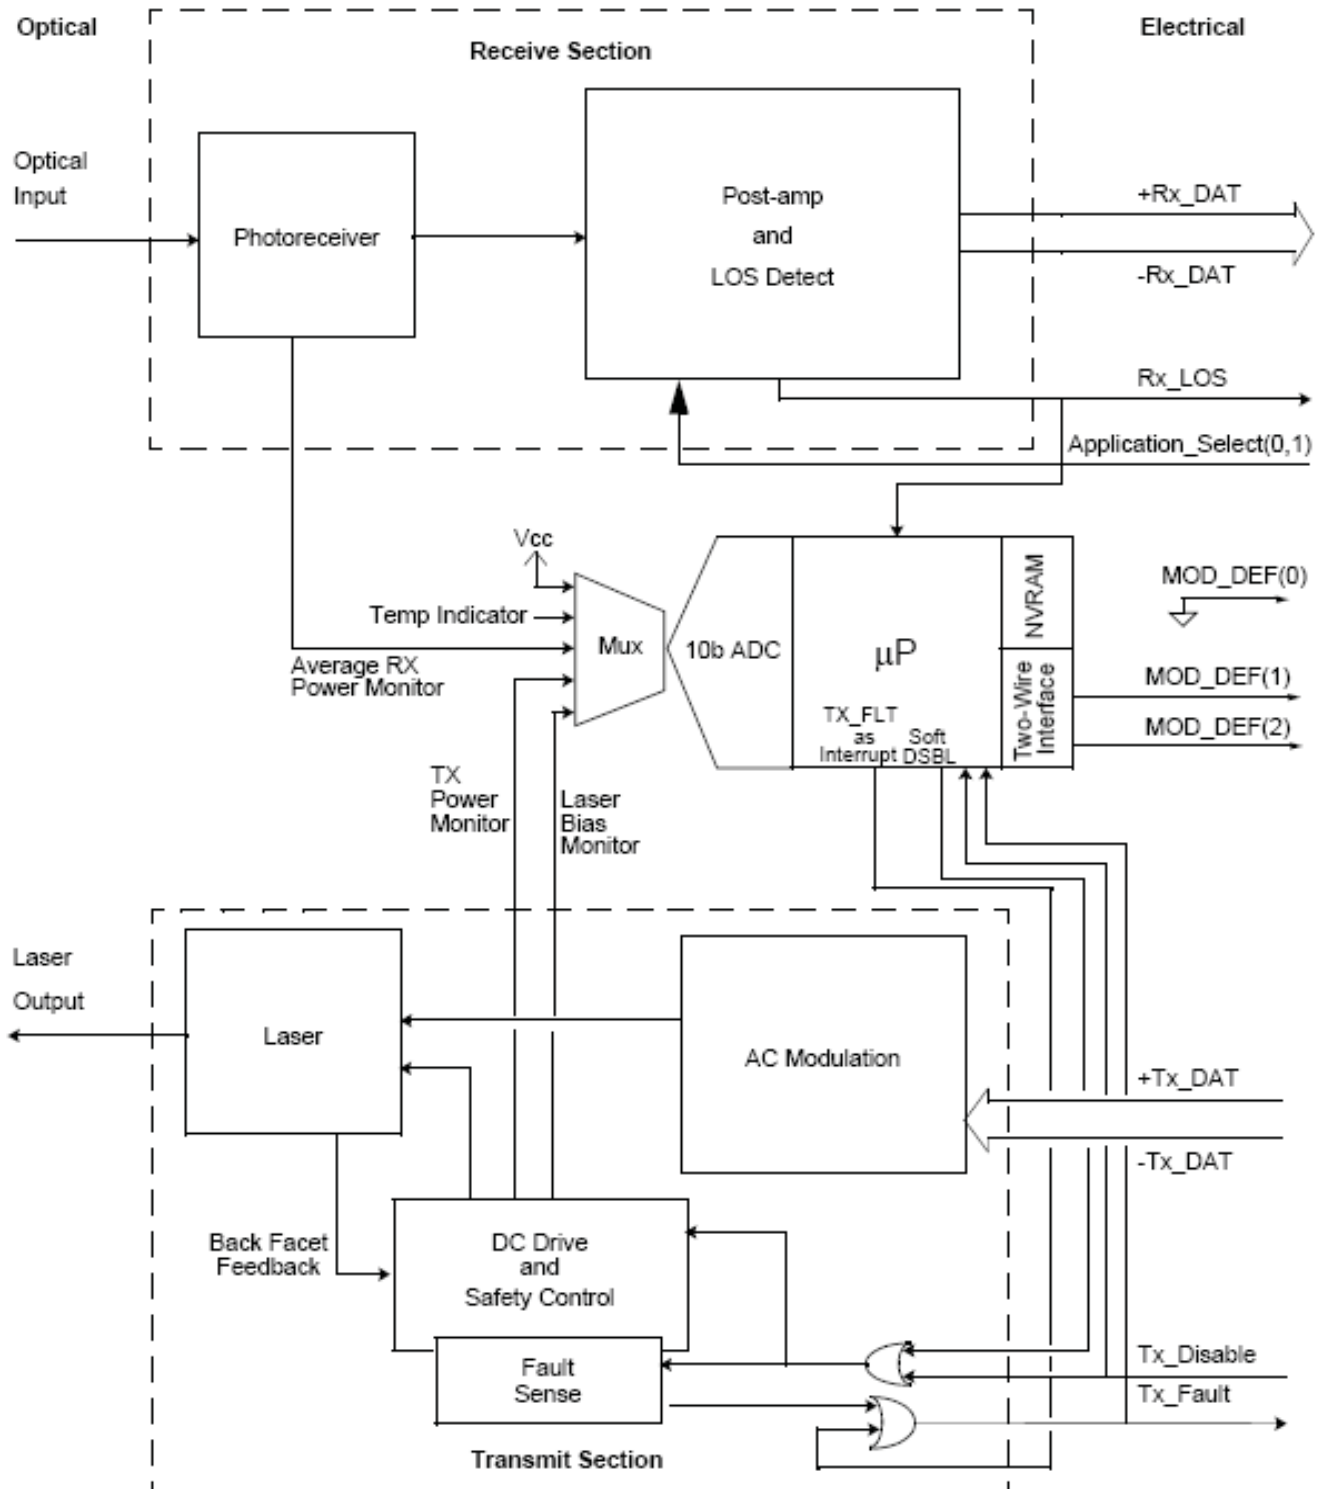 Optical
Electrical
Receive Section
Optical
Input
Photoreceiver
Post-amp
and
LOS Detect
+Rx_DAT
-Rx_DAT
Rx_LOS
Application_Select(0,1)
Vcc
Temp Indicator
Average RX
Power Monitor
Mux
10b ADC
µP
NVRAM
Two-Wire
Interface
MOD_DEF(0)
MOD_DEF(1)
MOD_DEF(2)
TX_FLT
as
Interrupt
Soft
DSBL
TX
Power
Monitor
Laser
Bias
Monitor
Laser
Output
Laser
AC Modulation
+Tx_DAT
-Tx_DAT
Back Facet
Feedback
DC Drive
and
Safety Control
Fault
Sense
Tx_Disable
Tx_Fault
Transmit Section